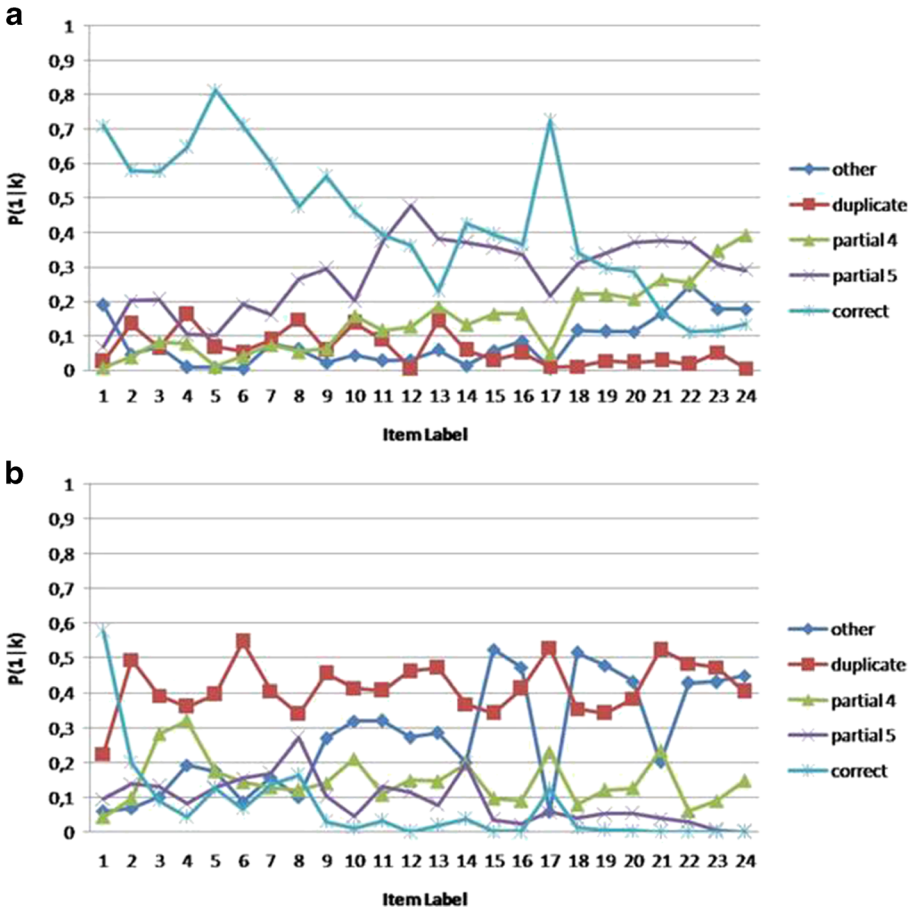 a
1
0,9
0,8
0,7
0,6
0,5
0,4
0,3
0,2
0,1
0
P(1|k)
1 2 3 4 5 6 7 8 9 10 11 12 13 14 15 16 17 18 19 20 21 22 23 24
Item Label
other
duplicate
partial 4
partial 5
correct
b
1
0,9
0,8
0,7
0,6
0,5
0,4
0,3
0,2
0,1
0
P(1|k)
1 2 3 4 5 6 7 8 9 10 11 12 13 14 15 16 17 18 19 20 21 22 23 24
Item Label
other
duplicate
partial 4
partial 5
correct